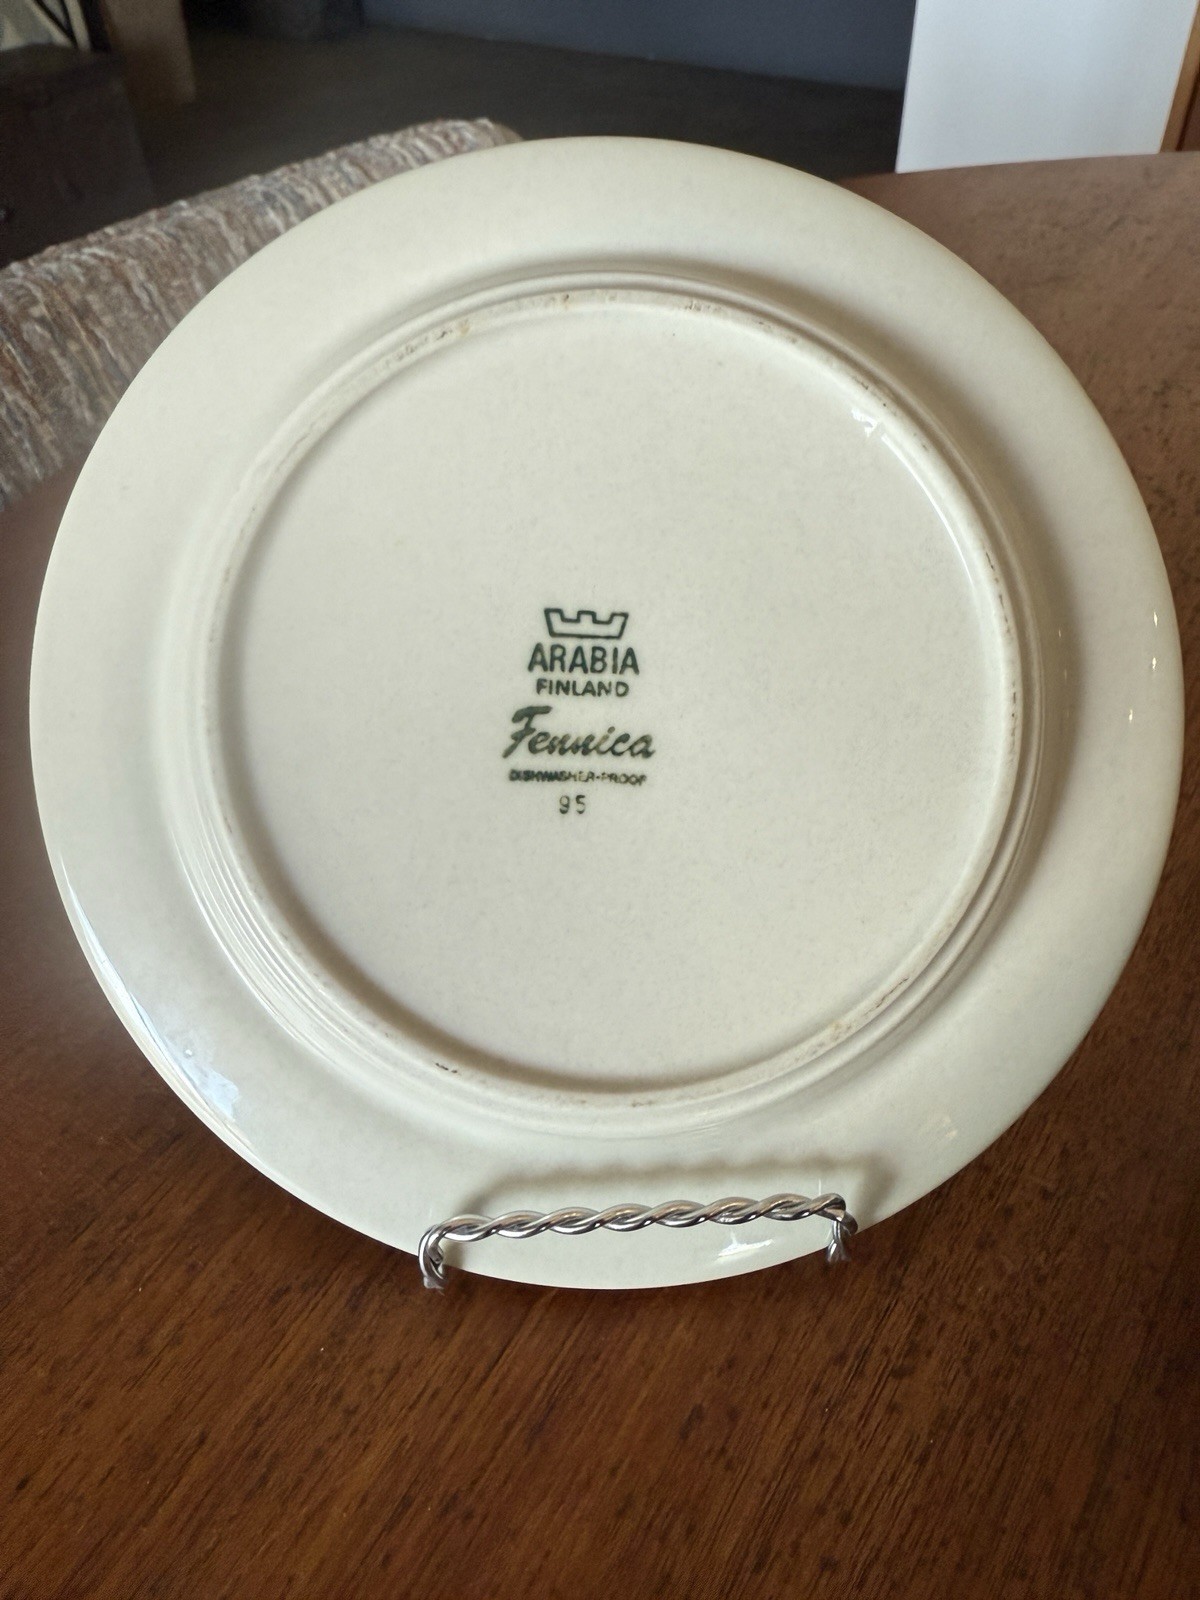 ARABIA
FINLAND
Fennica
DISHWASHER-PROOF
95